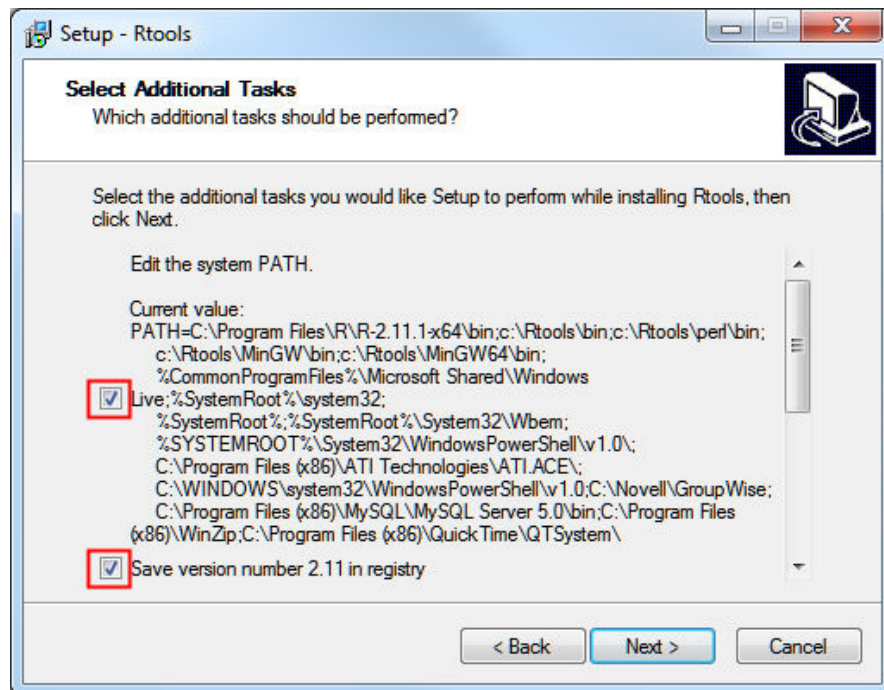 Setup - Rtools
Select Additional Tasks
Which additional tasks should be performed?
Select the additional tasks you would like Setup to perform while installing Rtools, then
click Next.
Edit the system PATH.
Current value:
PATH=C:\Program Files\R\R-2.11.1-x64\bin;c:\Rtools\bin;c:\Rtools\perl\bin;
c:\Rtools\MinGW\bin;c:\Rtools\MinGW64\bin;
%CommonProgramFiles%\Microsoft Shared\Windows
Live;%SystemRoot%\system32;
%SystemRoot%;%SystemRoot%\System32\Wbem;
%SYSTEMROOT%\System32\WindowsPowerShell\v1.0\;
C:\Program Files (x86)\ATI Technologies\ATI.ACE\;
C:\WINDOWS\system32\WindowsPowerShell\v1.0;C:\Novell\GroupWise;
C:\Program Files (x86)\MySQL\MySQL Server 5.0\bin;C:\Program Files
(x86)\WinZip;C:\Program Files (x86)\QuickTime\QTSystem\
Save version number 2.11 in registry
< Back
Next >
Cancel